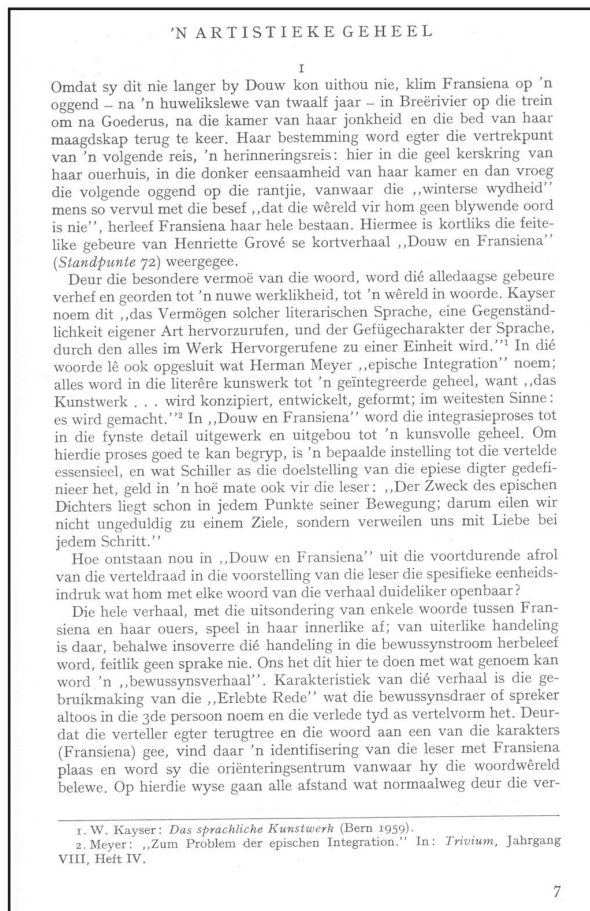 'N ARTISTIEKE GEHEEL
I
Omdat sy dit nie langer by Douw kon uithou nie, klim Fransiena op 'n
oggend – na 'n huwelikslewe van twaalf jaar – in Breërivier op die trein
om na Goederus, na die kamer van haar jonkheid en die bed van haar
maagdskap terug te keer. Haar bestemming word egter die vertrekpunt
van 'n volgende reis, 'n herinneringsreis: hier in die geel kerskring van
haar ouerhuis, in die donker eensaamheid van haar kamer en dan vroeg
die volgende oggend op die rantjie, vanwaar die ,,winterse wydheid''
mens so vervul met die besef ,,dat die wêreld vir hom geen blywende oord
is nie'', herleef Fransiena haar hele bestaan. Hiermee is kortliks die feite-
like gebeure van Henriette Grové se kortverhaal ,,Douw en Fransiena''
(Standpunte 72) weergegee.
Deur die besondere vermoë van die woord, word dié alledaagse gebeure
verhef en georden tot 'n nuwe werklikheid, tot 'n wêreld in woorde. Kayser
noem dit ,,das Vermögen solcher literarischen Sprache, eine Gegenständ-
lichkeit eigener Art hervorzurufen, und der Gefügecharakter der Sprache,
durch den alles im Werk Hervorgerufene zu einer Einheit wird.''¹ In dié
woorde lê ook opgesluit wat Herman Meyer ,,epische Integration'' noem;
alles word in die literêre kunswerk tot 'n geïntegreerde geheel, want ,,das
Kunstwerk . . . wird konzipiert, entwickelt, geformt; im weitesten Sinne:
es wird gemacht.''² In ,,Douw en Fransiena'' word die integrasieproses tot
in die fynste detail uitgewerk en uitgebou tot 'n kunsvolle geheel. Om
hierdie proses goed te kan begryp, is 'n bepaalde instelling tot die vertelde
essensieel, en wat Schiller as die doelstelling van die epiese digter gedefi-
nieer het, geld in 'n hoë mate ook vir die leser: ,,Der Zweck des epischen
Dichters liegt schon in jedem Punkte seiner Bewegung; darum eilen wir
nicht ungeduldig zu einem Ziele, sondern verweilen uns mit Liebe bei
jedem Schritt.''
Hoe ontstaan nou in ,,Douw en Fransiena'' uit die voortdurende afrol
van die verteldraad in die voorstelling van die leser die spesifieke eenheids-
indruk wat hom met elke woord van die verhaal duideliker openbaar?
Die hele verhaal, met die uitsondering van enkele woorde tussen Fran-
siena en haar ouers, speel in haar innerlike af; van uiterlike handeling
is daar, behalwe insoverre dié handeling in die bewussynstroom herbeleef
word, feitlik geen sprake nie. Ons het dit hier te doen met wat genoem kan
word 'n ,,bewussynsverhaal''. Karakteristiek van dié verhaal is die ge-
bruikmaking van die ,,Erlebte Rede'' wat die bewussynsdraer of spreker
altoos in die 3de persoon noem en die verlede tyd as vertelvorm het. Deur-
dat die verteller egter terugtree en die woord aan een van die karakters
(Fransiena) gee, vind daar 'n identifisering van die leser met Fransiena
plaas en word sy die oriënteringsentrum vanwaar hy die woordwêreld
belewe. Op hierdie wyse gaan alle afstand wat normaalweg deur die ver-
1. W. Kayser: Das sprachliche Kunstwerk (Bern 1959).
2. Meyer: ,,Zum Problem der epischen Integration.'' In: Trivium, Jahrgang
VIII, Heft IV.
7